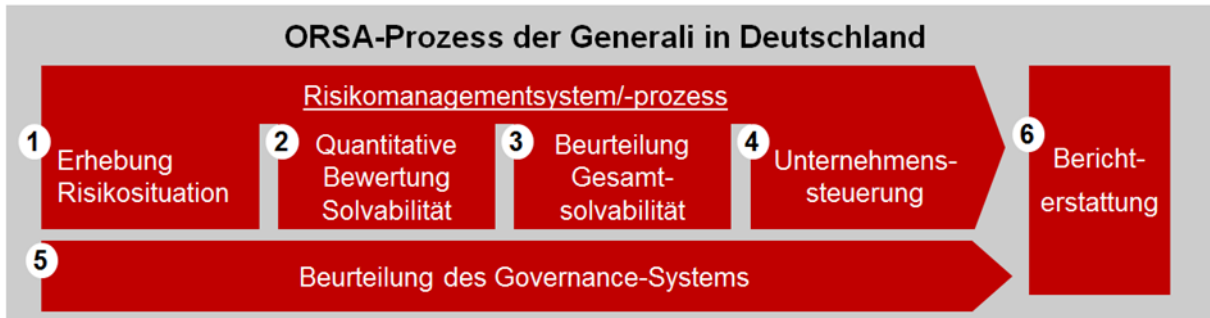 ORSA-Prozess der Generali in Deutschland
Risikomanagementsystem/-prozess
1
Erhebung
Risikosituation
2
Quantitative
Bewertung
Solvabilität
3
Beurteilung
Gesamt-
solvabilität
4
Unternehmens-
steuerung
5
Beurteilung des Governance-Systems
6
Bericht-
erstattung